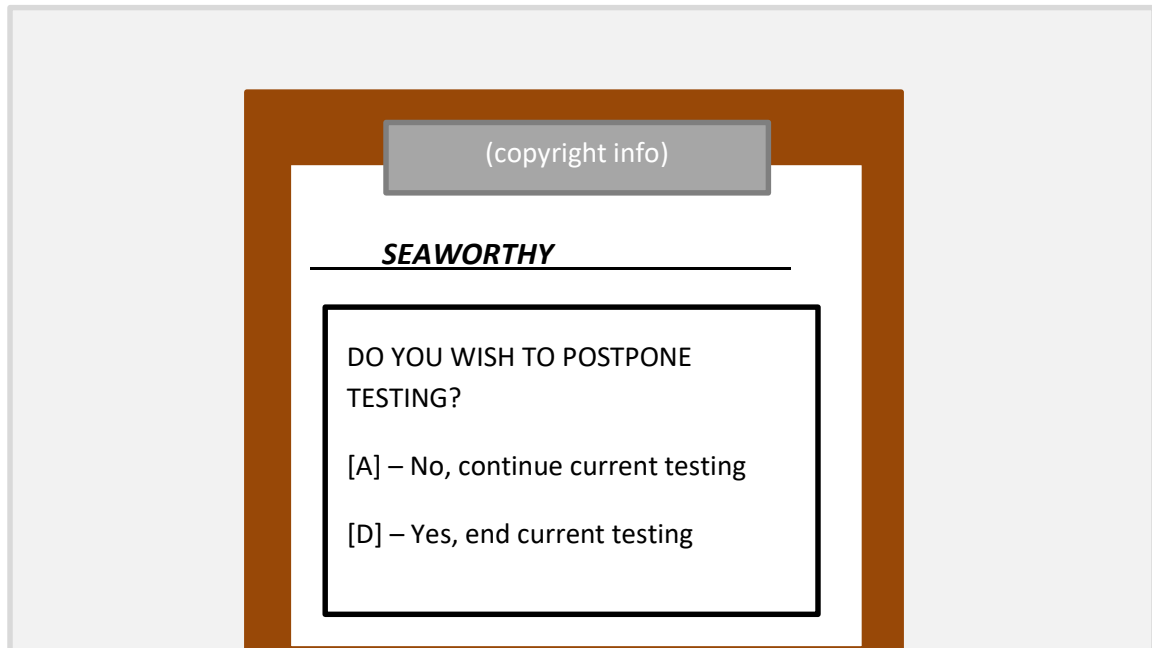 (copyright info)
SEAWORTHY
DO YOU WISH TO POSTPONE
TESTING?
[A] – No, continue current testing
[D] – Yes, end current testing